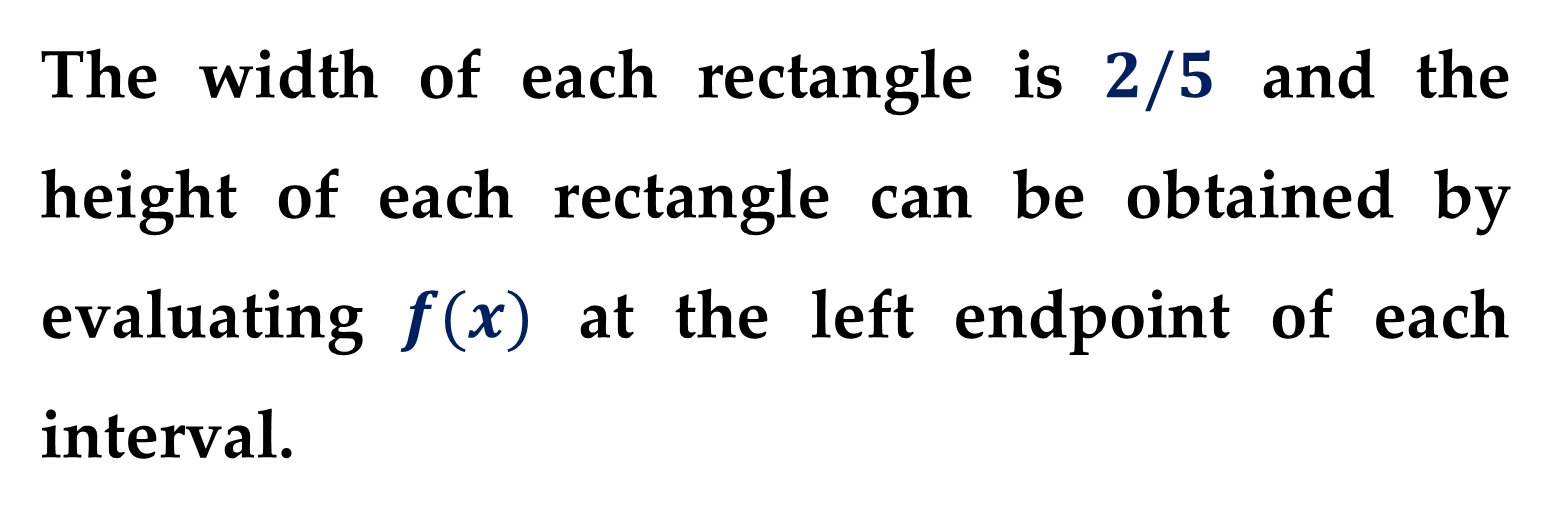 The width of each rectangle is 2/5 and the
height of each rectangle can be obtained by
evaluating f(x) at the left endpoint of each
interval.